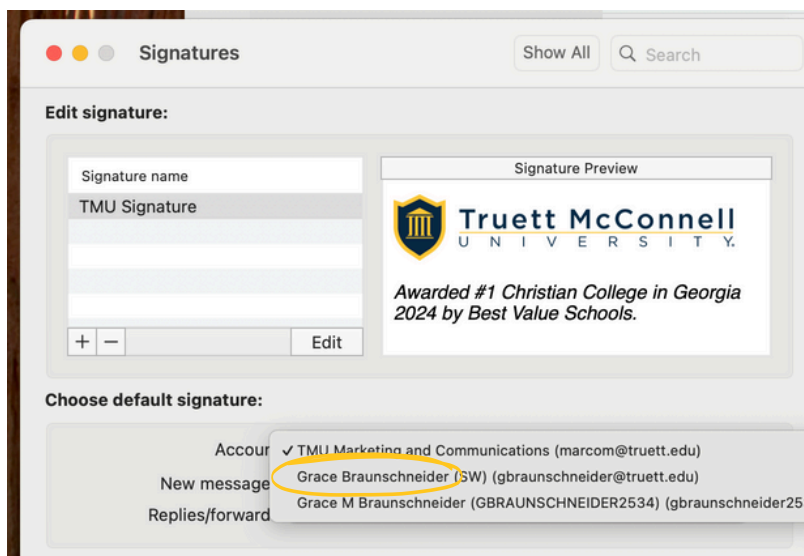 Signatures
Show All
Search
Edit signature:
Signature name
Signature Preview
TMU Signature
Truett McConnell
UNIVERSITY.
Awarded #1 Christian College in Georgia
2024 by Best Value Schools.
+ − Edit
Choose default signature:
Accoun
✓ TMU Marketing and Communications (marcom@truett.edu)
New message
Grace Braunschneider (SW) (gbraunschneider@truett.edu)
Grace M Braunschneider (GBRAUNSCHNEIDER2534) (gbraunschneider25
Replies/forward